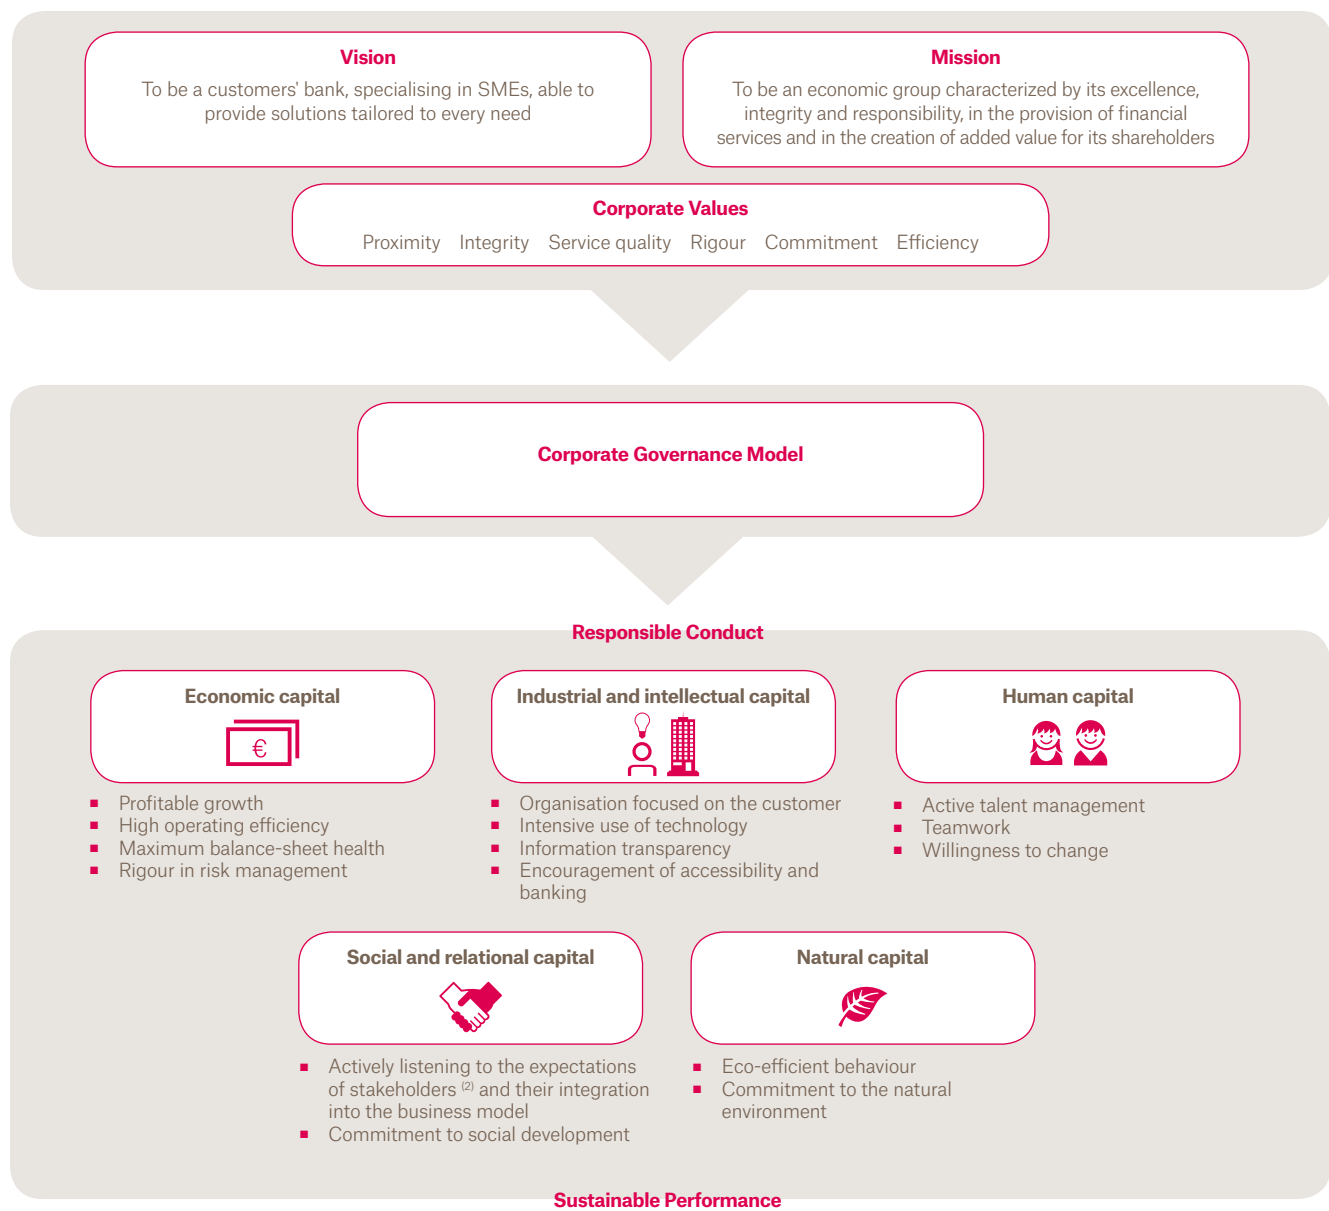 Vision
To be a customers' bank, specialising in SMEs, able to
provide solutions tailored to every need
Mission
To be an economic group characterized by its excellence,
integrity and responsibility, in the provision of financial
services and in the creation of added value for its shareholders
Corporate Values
Proximity Integrity Service quality Rigour Commitment Efficiency
Corporate Governance Model
Responsible Conduct
Economic capital
€
▪ Profitable growth
▪ High operating efficiency
▪ Maximum balance-sheet health
▪ Rigour in risk management
Industrial and intellectual capital
▪ Organisation focused on the customer
▪ Intensive use of technology
▪ Information transparency
▪ Encouragement of accessibility and
banking
Human capital
▪ Active talent management
▪ Teamwork
▪ Willingness to change
Social and relational capital
▪ Actively listening to the expectations
of stakeholders (2) and their integration
into the business model
▪ Commitment to social development
Natural capital
▪ Eco-efficient behaviour
▪ Commitment to the natural
environment
Sustainable Performance